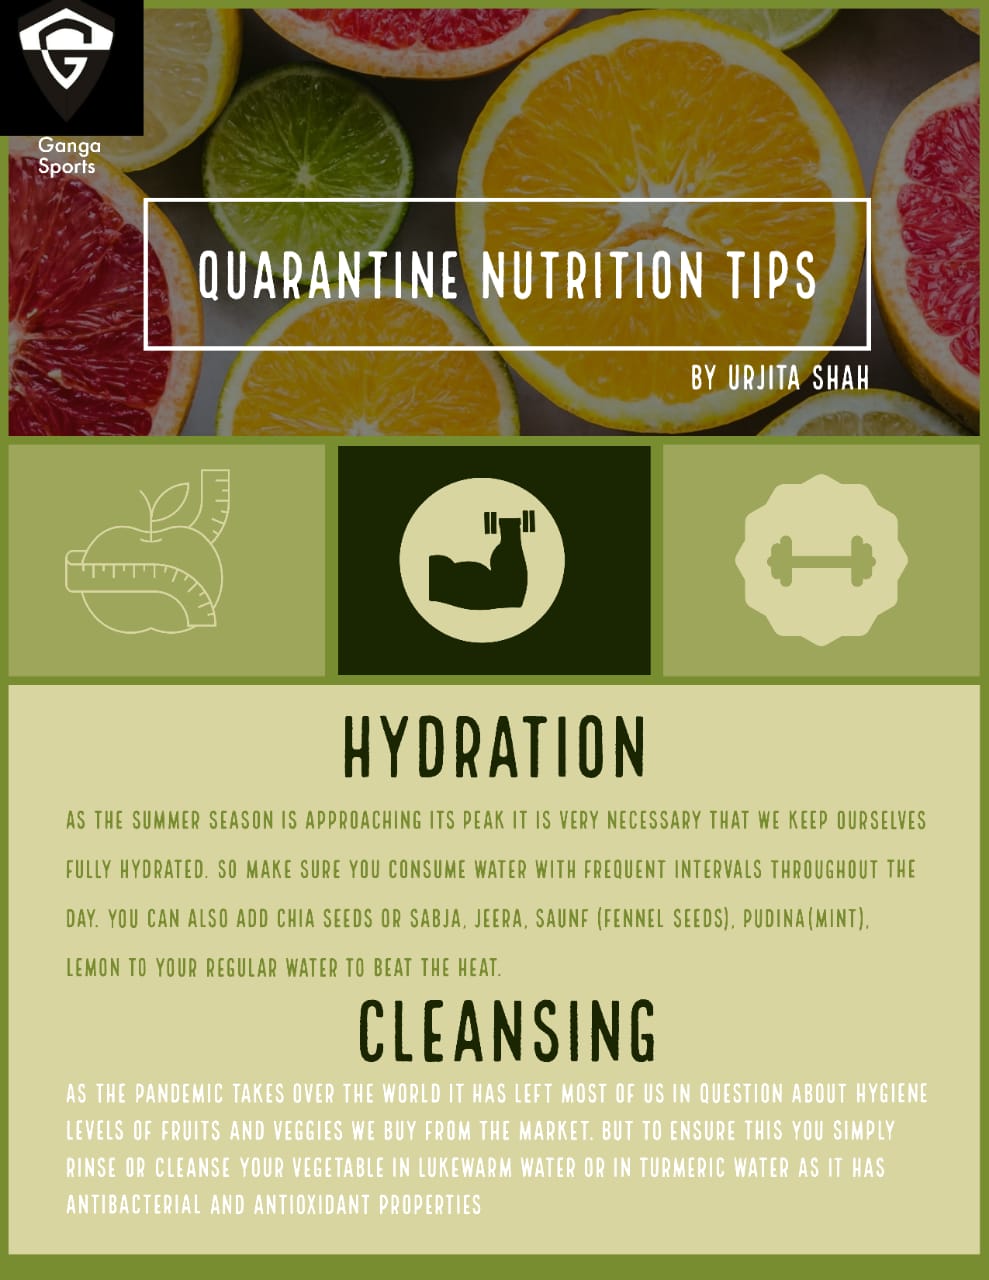 G
Ganga
Sports
QUARANTINE NUTRITION TIPS
BY URJITA SHAH
HYDRATION
AS THE SUMMER SEASON IS APPROACHING ITS PEAK IT IS VERY NECESSARY THAT WE KEEP OURSELVES
FULLY HYDRATED. SO MAKE SURE YOU CONSUME WATER WITH FREQUENT INTERVALS THROUGHOUT THE
DAY. YOU CAN ALSO ADD CHIA SEEDS OR SABJA, JEERA, SAUNF (FENNEL SEEDS), PUDINA(MINT),
LEMON TO YOUR REGULAR WATER TO BEAT THE HEAT.
CLEANSING
AS THE PANDEMIC TAKES OVER THE WORLD IT HAS LEFT MOST OF US IN QUESTION ABOUT HYGIENE
LEVELS OF FRUITS AND VEGGIES WE BUY FROM THE MARKET. BUT TO ENSURE THIS YOU SIMPLY
RINSE OR CLEANSE YOUR VEGETABLE IN LUKEWARM WATER OR IN TURMERIC WATER AS IT HAS
ANTIBACTERIAL AND ANTIOXIDANT PROPERTIES